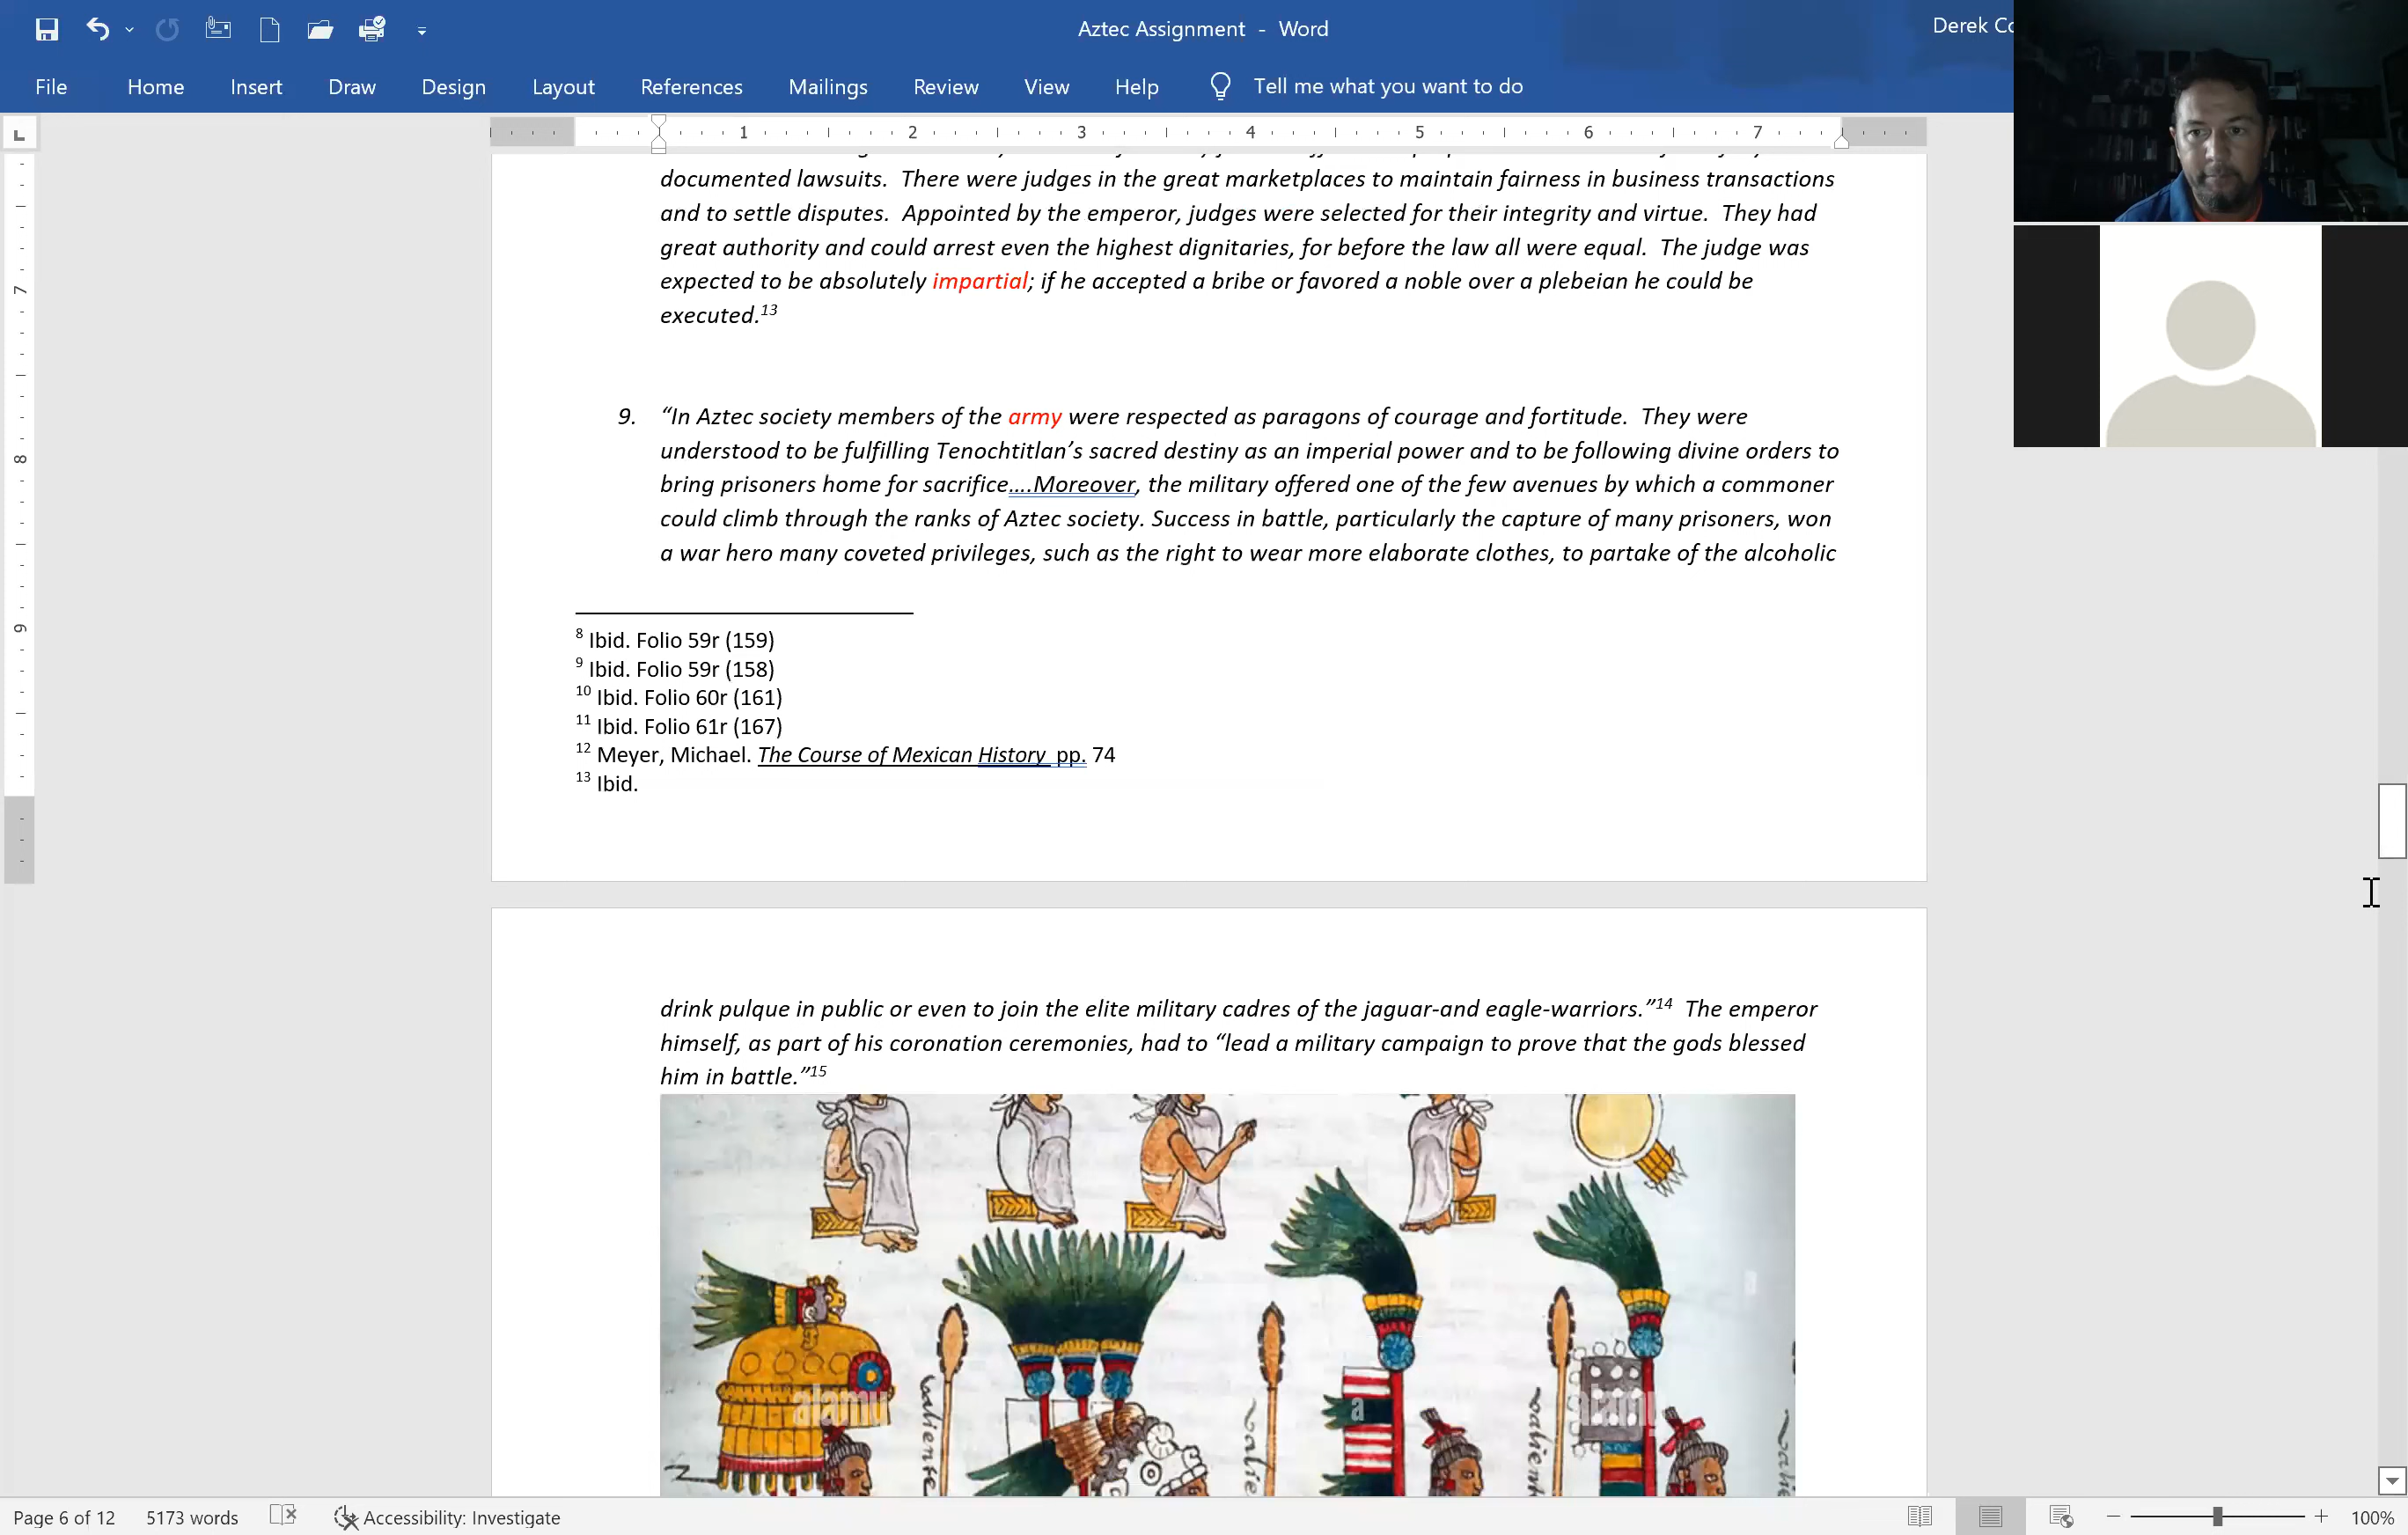 Aztec Assignment - Word
Derek
File Home Insert Draw Design Layout References Mailings Review View Help Tell me what you want to do
1 2 3 4 5 6 7
documented lawsuits. There were judges in the great marketplaces to maintain fairness in business transactions
and to settle disputes. Appointed by the emperor, judges were selected for their integrity and virtue. They had
great authority and could arrest even the highest dignitaries, for before the law all were equal. The judge was
expected to be absolutely impartial; if he accepted a bribe or favored a noble over a plebeian he could be
executed.13
9. “In Aztec society members of the army were respected as paragons of courage and fortitude. They were
understood to be fulfilling Tenochtitlan’s sacred destiny as an imperial power and to be following divine orders to
bring prisoners home for sacrifice….Moreover, the military offered one of the few avenues by which a commoner
could climb through the ranks of Aztec society. Success in battle, particularly the capture of many prisoners, won
a war hero many coveted privileges, such as the right to wear more elaborate clothes, to partake of the alcoholic
8 Ibid. Folio 59r (159)
9 Ibid. Folio 59r (158)
10 Ibid. Folio 60r (161)
11 Ibid. Folio 61r (167)
12 Meyer, Michael. The Course of Mexican History pp. 74
13 Ibid.
7
8
9
drink pulque in public or even to join the elite military cadres of the jaguar-and eagle-warriors.”14 The emperor
himself, as part of his coronation ceremonies, had to “lead a military campaign to prove that the gods blessed
him in battle.”15
a
a
a
valiente
Page 6 of 12 5173 words Accessibility: Investigate 100%